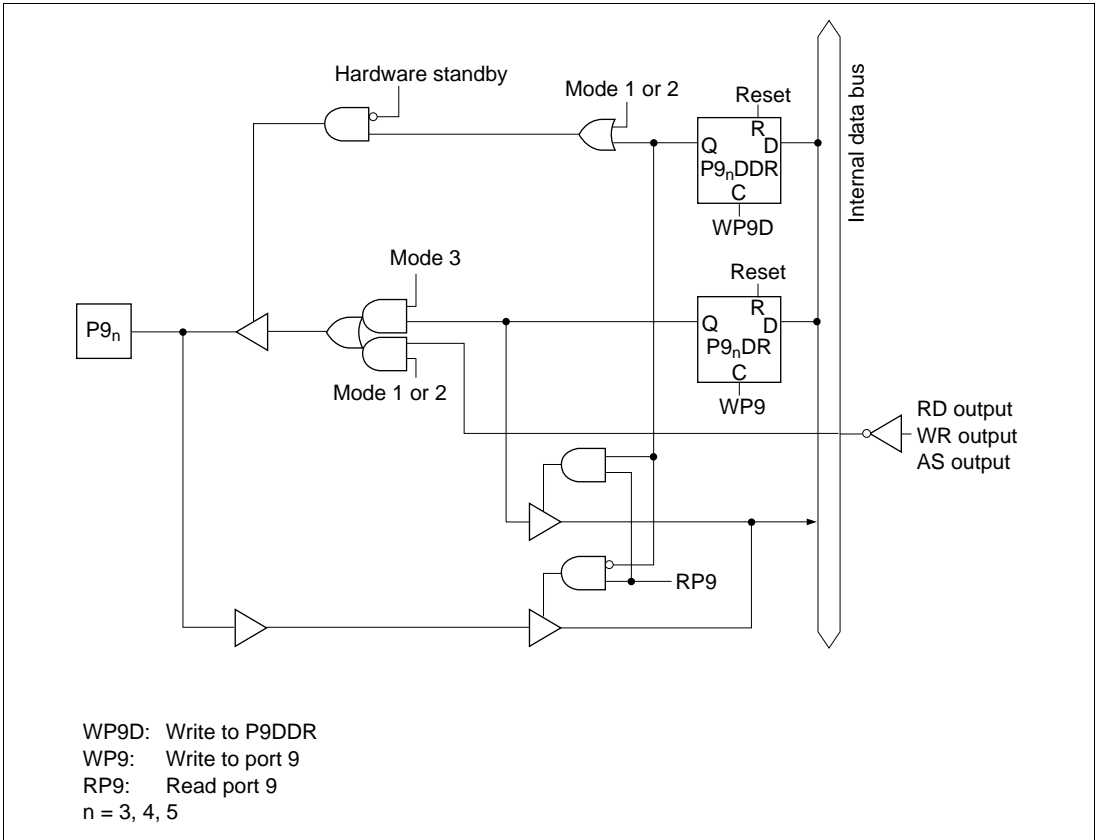 Hardware standby
Mode 1 or 2
Reset
R
Q D
P9nDDR
C
WP9D
Internal data bus
Mode 3
Reset
R
Q D
P9nDR
C
WP9
P9n
Mode 1 or 2
RD output
WR output
AS output
RP9
WP9D: Write to P9DDR
WP9: Write to port 9
RP9: Read port 9
n = 3, 4, 5